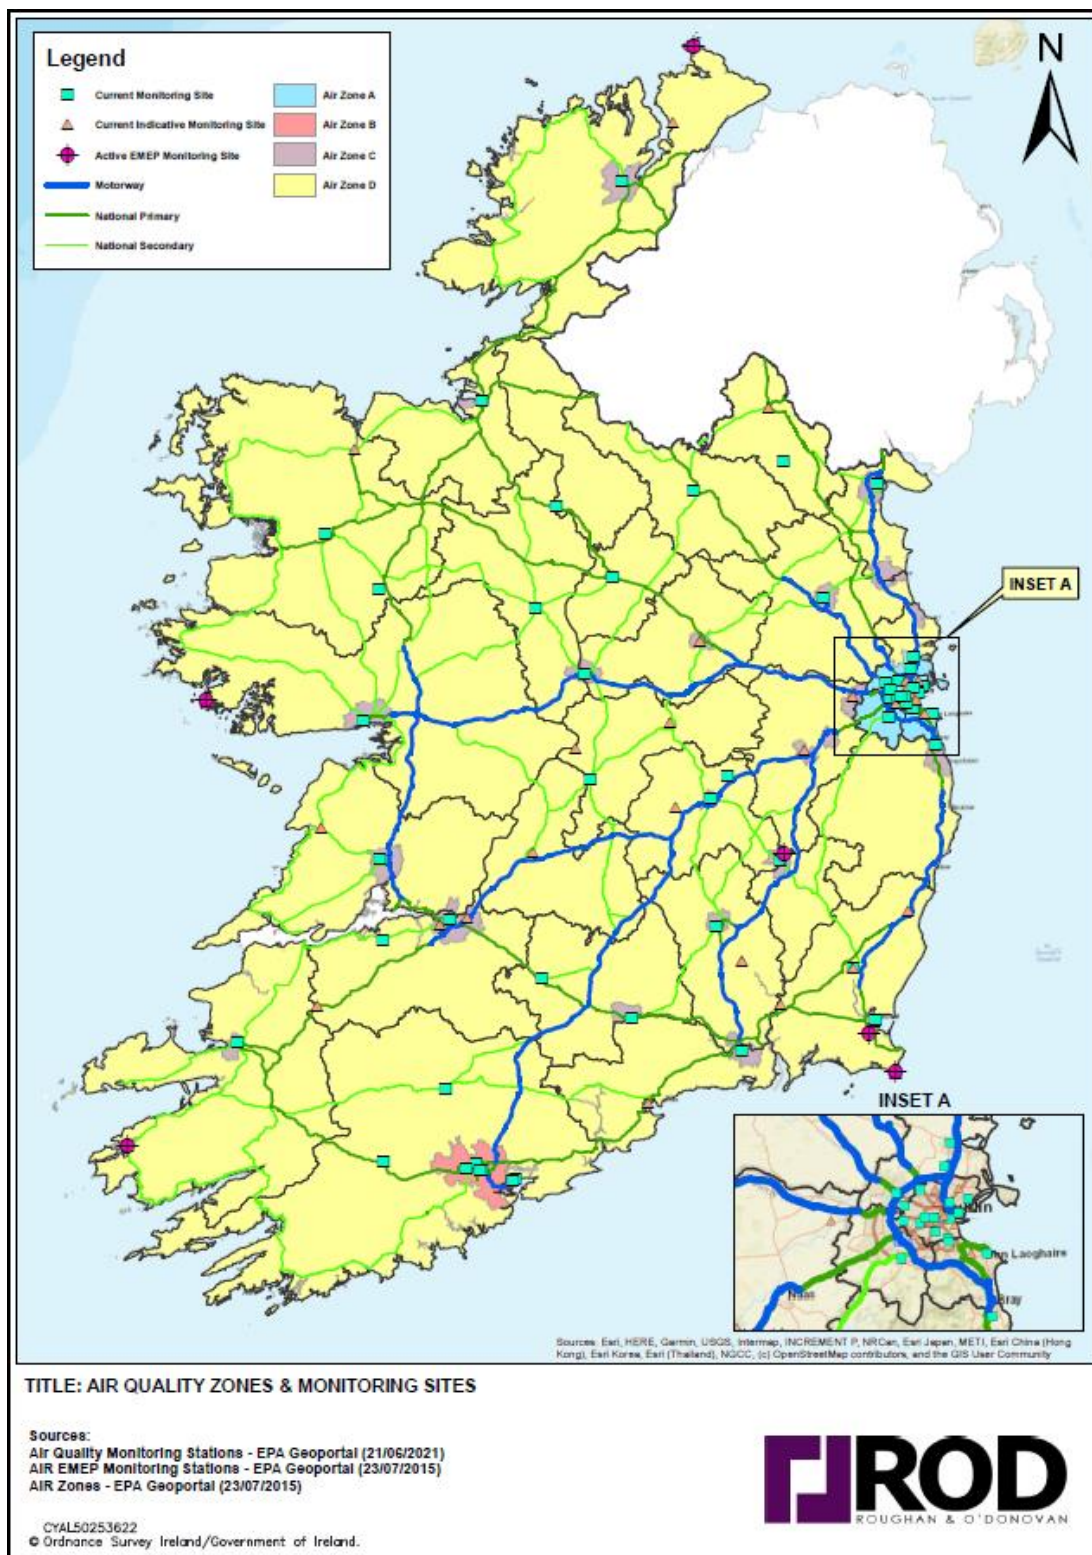 Legend
Current Monitoring Site
Current Indicative Monitoring Site
Active EMEP Monitoring Site
Motorway
National Primary
National Secondary
Air Zone A
Air Zone B
Air Zone C
Air Zone D
N
INSET A
INSET A
Dun Laoghaire
Naas
Bray
Sources: Esri, HERE, Garmin, USGS, Intermap, INCREMENT P, NRCan, Esri Japan, METI, Esri China (Hong
Kong), Esri Korea, Esri (Thailand), NGCC, (c) OpenStreetMap contributors, and the GIS User Community
TITLE: AIR QUALITY ZONES & MONITORING SITES
Sources:
Air Quality Monitoring Stations - EPA Geoportal (21/06/2021)
AIR EMEP Monitoring Stations - EPA Geoportal (23/07/2015)
AIR Zones - EPA Geoportal (23/07/2015)
CYAL50253622
© Ordnance Survey Ireland/Government of Ireland.
ROD
ROUGHAN & O'DONOVAN